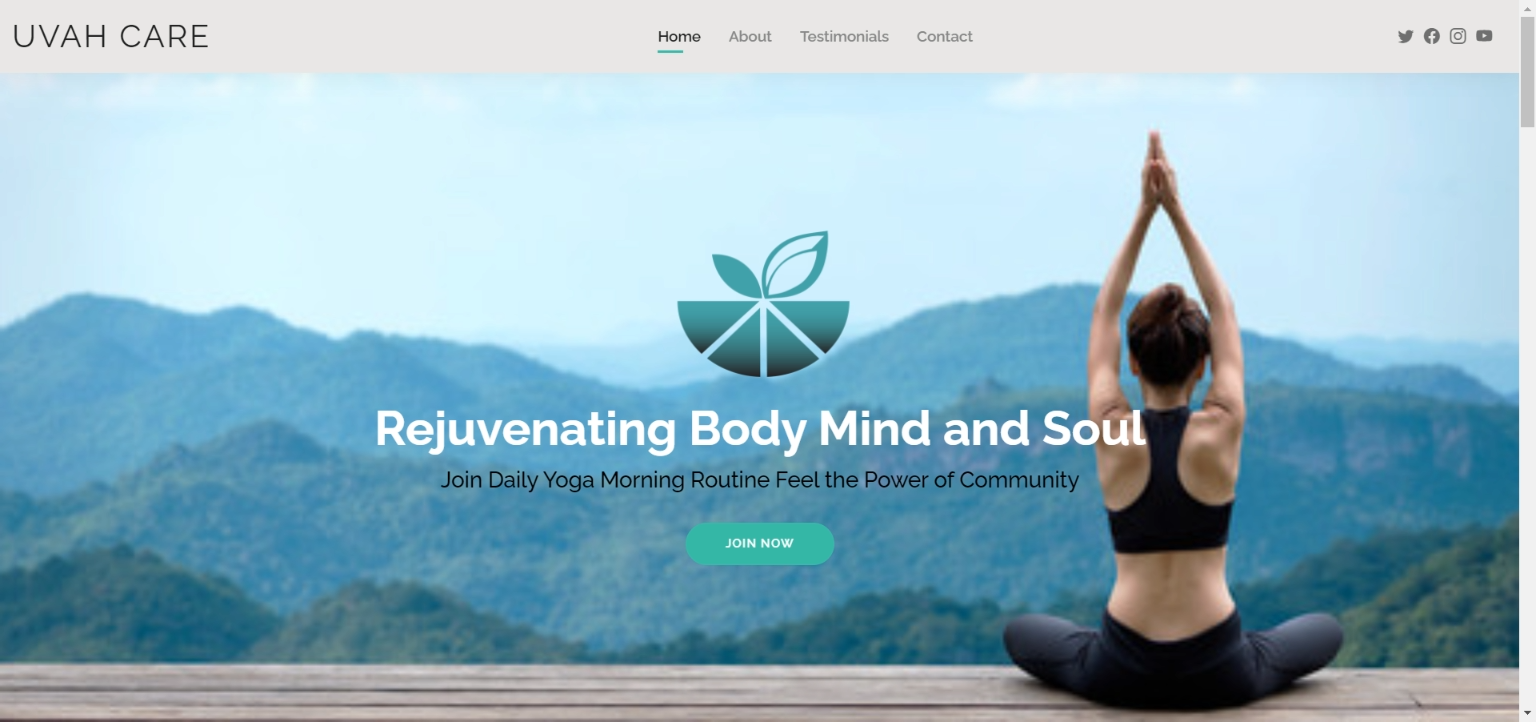 UVAH CARE
Home
About
Testimonials
Contact
Rejuvenating Body Mind and Soul
Join Daily Yoga Morning Routine Feel the Power of Community
JOIN NOW